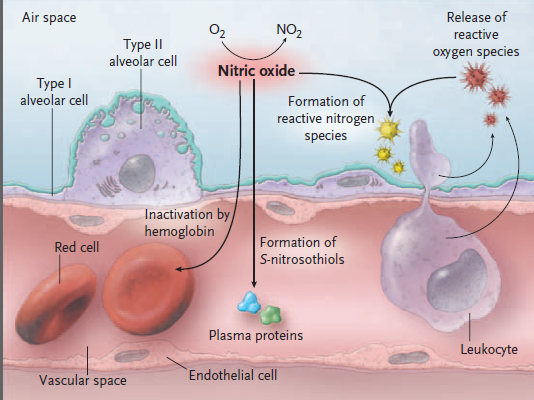 Air space
O2
NO2
Release of
reactive
oxygen species
Type II
alveolar cell
Nitric oxide
Type I
alveolar cell
Formation of
reactive nitrogen
species
Inactivation by
hemoglobin
Red cell
Formation of
S-nitrosothiols
Plasma proteins
Leukocyte
Vascular space
Endothelial cell